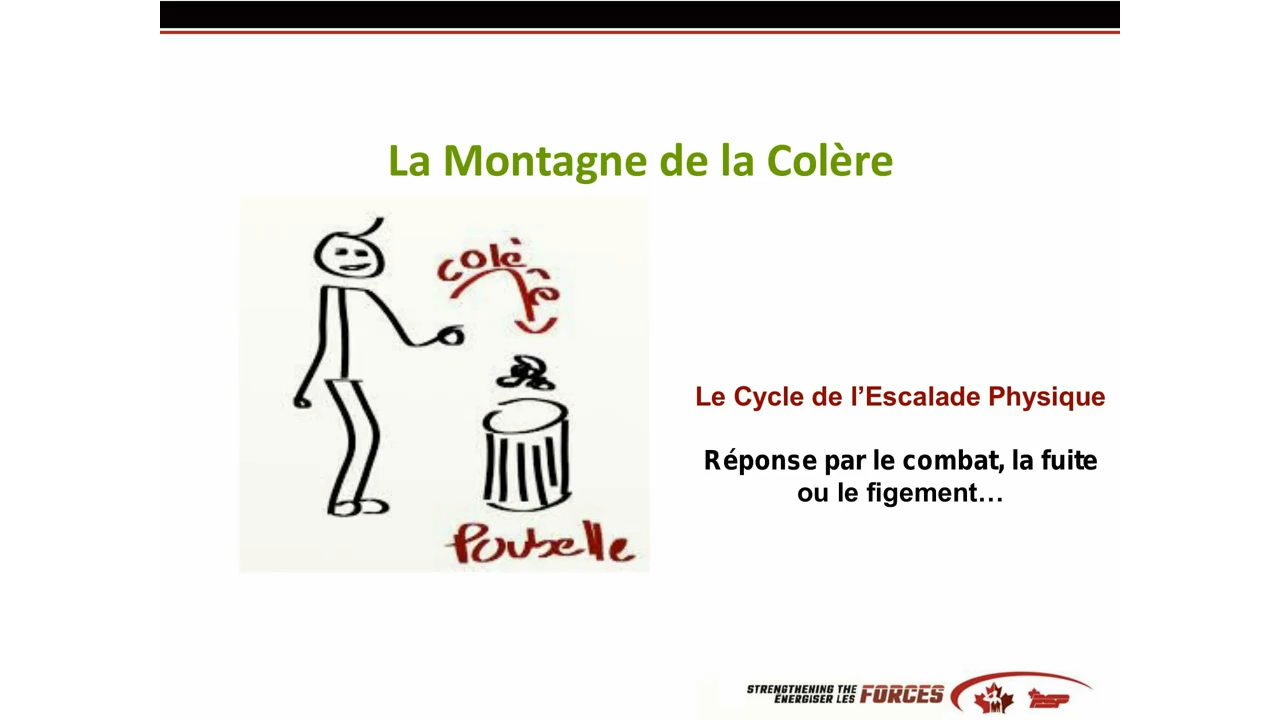 La Montagne de la Colère
colère
Poubelle
Le Cycle de l’Escalade Physique
Réponse par le combat, la fuite
ou le figement…
STRENGTHENING THE
ENERGISER LES FORCES
PSP